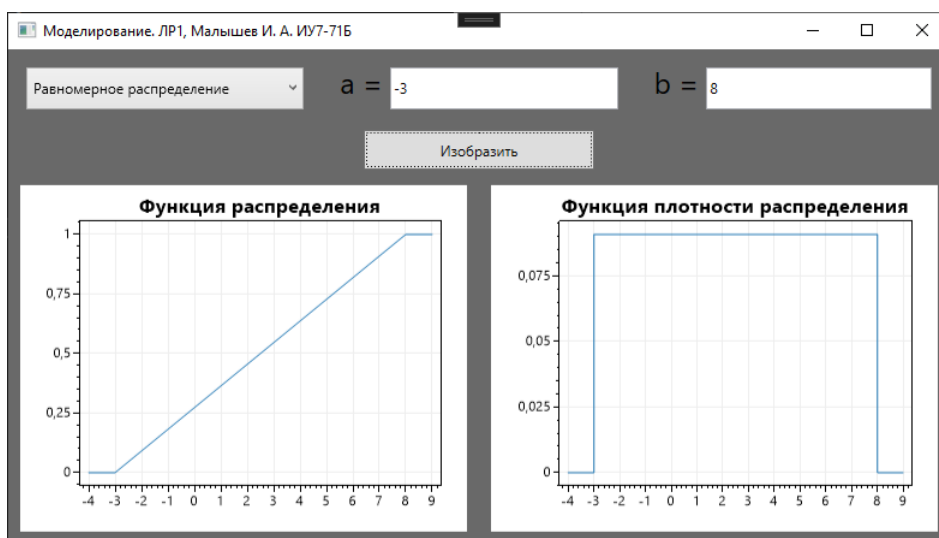 Моделирование. ЛР1, Малышев И. А. ИУ7-71Б
Равномерное распределение
a =
-3
b =
8
Изобразить
Функция распределения
1
0,75
0,5
0,25
0
-4 -3 -2 -1 0 1 2 3 4 5 6 7 8 9
Функция плотности распределения
0,075
0,05
0,025
0
-4 -3 -2 -1 0 1 2 3 4 5 6 7 8 9